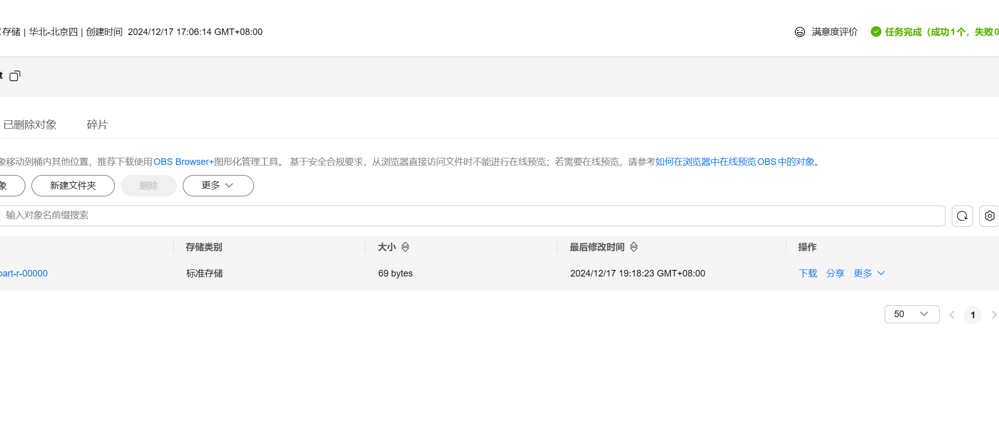 存储 | 华北-北京四 | 创建时间 2024/12/17 17:06:14 GMT+08:00
满意度评价
任务完成（成功1个，失败0
t
已删除对象
碎片
象移动到桶内其他位置，推荐下载使用OBS Browser+图形化管理工具。 基于安全合规要求，从浏览器直接访问文件时不能进行在线预览；若需要在线预览，请参考如何在浏览器中在线预览OBS中的对象。
象
新建文件夹
删除
更多
输入对象名前缀搜索
存储类别
大小
最后修改时间
操作
part-r-00000
标准存储
69 bytes
2024/12/17 19:18:23 GMT+08:00
下载 分享 更多
50
1